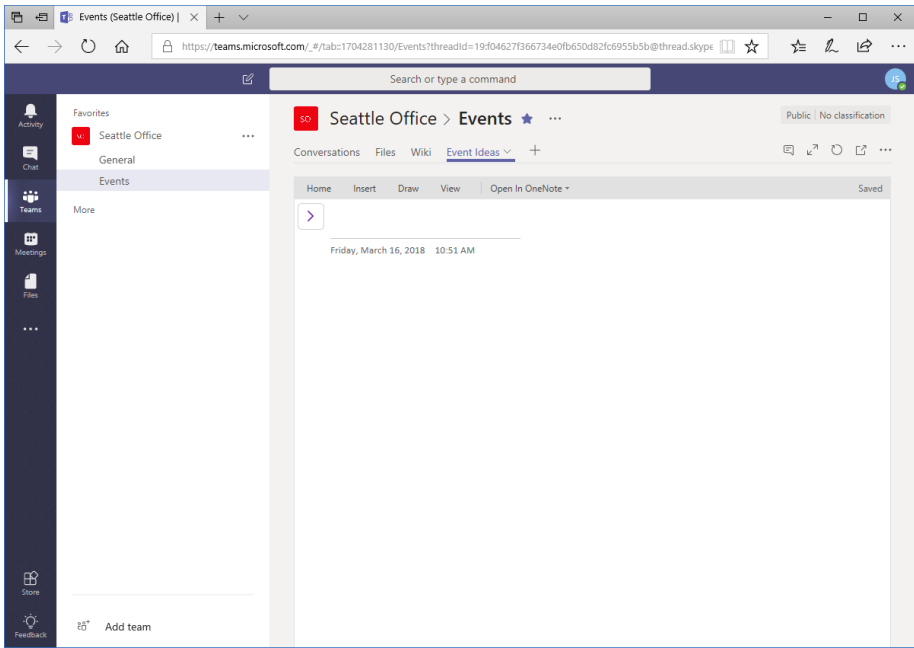 Events (Seattle Office) |
https://teams.microsoft.com/_#/tab::1704281130/Events?threadId=19:f04627f366734e0fb650d82fc6955b5b@thread.skype
Search or type a command
JS
Activity
Chat
Teams
Meetings
Files
Store
Feedback
Favorites
SO
Seattle Office
General
Events
More
Add team
SO
Seattle Office > Events
Public | No classification
Conversations Files Wiki Event Ideas
Home Insert Draw View Open In OneNote Saved
Friday, March 16, 2018 10:51 AM